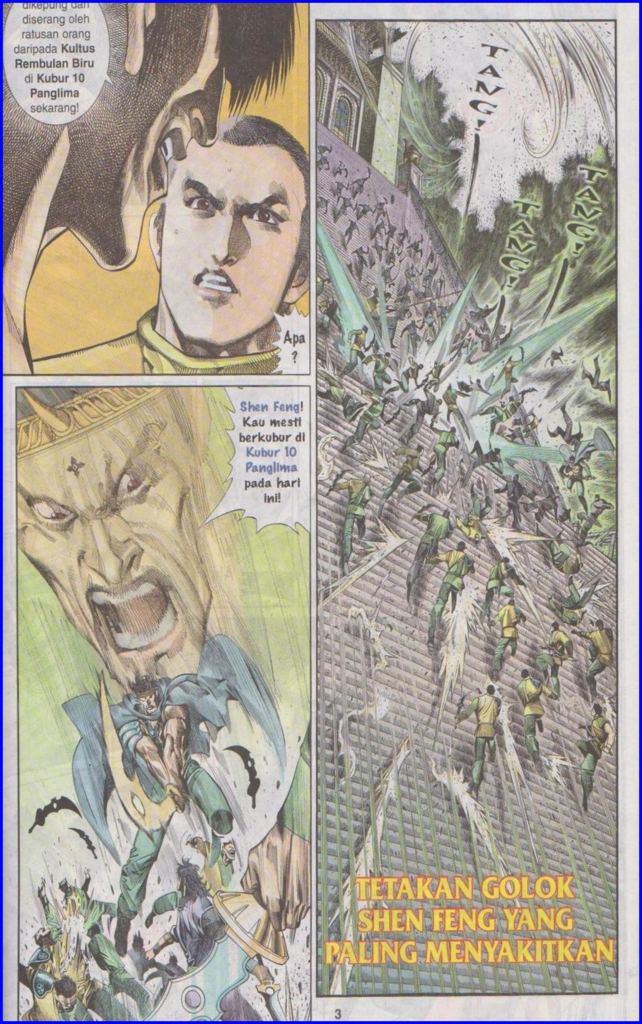 dikepung dan
diserang oleh
ratusan orang
daripada Kultus
Rembulan Biru
di Kubur 10
Panglima
sekarang!
Apa
?
Shen Feng!
Kau mesti
berkubur di
Kubur 10
Panglima
pada hari
ini!
TANG!
TANG!
TANG!
TETAKAN GOLOK
SHEN FENG YANG
PALING MENYAKITKAN
3